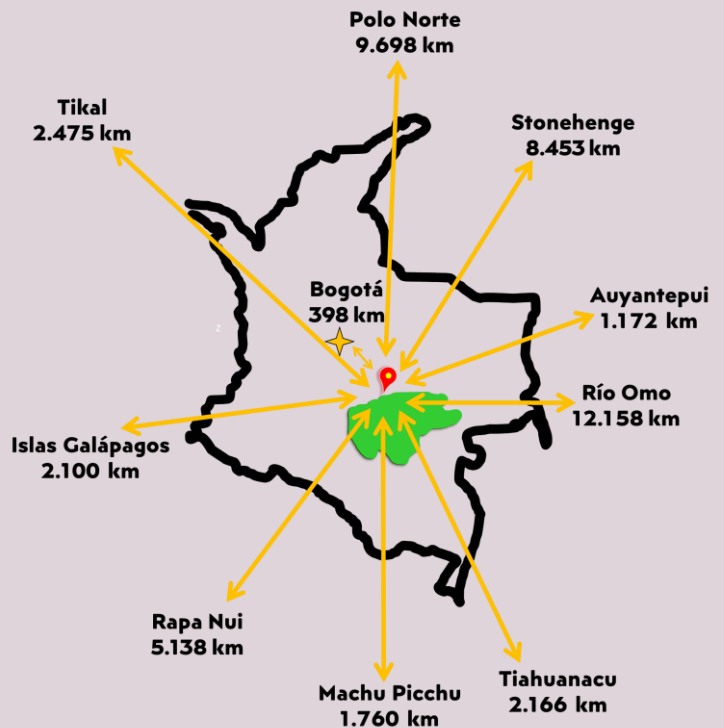 Polo Norte
9.698 km
Tikal
2.475 km
Stonehenge
8.453 km
Bogotá
398 km
Auyantepui
1.172 km
Río Omo
12.158 km
Islas Galápagos
2.100 km
Rapa Nui
5.138 km
Machu Picchu
1.760 km
Tiahuanacu
2.166 km